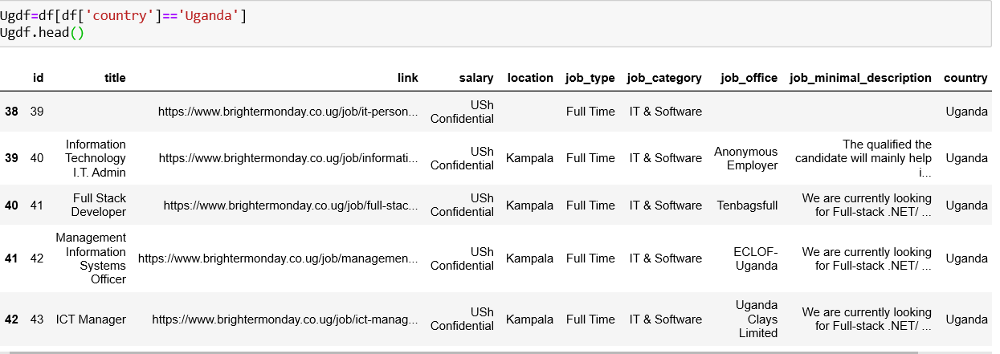 Ugdf=df[df['country']=='Uganda']
Ugdf.head()
id title link salary location job_type job_category job_office job_minimal_description country
38 39 https://www.brightermonday.co.ug/job/it-person... USh Confidential Full Time IT & Software Uganda
39 40 Information Technology I.T. Admin https://www.brightermonday.co.ug/job/informati... USh Confidential Kampala Full Time IT & Software Anonymous Employer The qualified the candidate will mainly help i... Uganda
40 41 Full Stack Developer https://www.brightermonday.co.ug/job/full-stac... USh Confidential Kampala Full Time IT & Software Tenbagsfull We are currently looking for Full-stack .NET/ ... Uganda
41 42 Management Information Systems Officer https://www.brightermonday.co.ug/job/managemen... USh Confidential Kampala Full Time IT & Software ECLOF-Uganda We are currently looking for Full-stack .NET/ ... Uganda
42 43 ICT Manager https://www.brightermonday.co.ug/job/ict-manag... USh Confidential Kampala Full Time IT & Software Uganda Clays Limited We are currently looking for Full-stack .NET/ ... Uganda